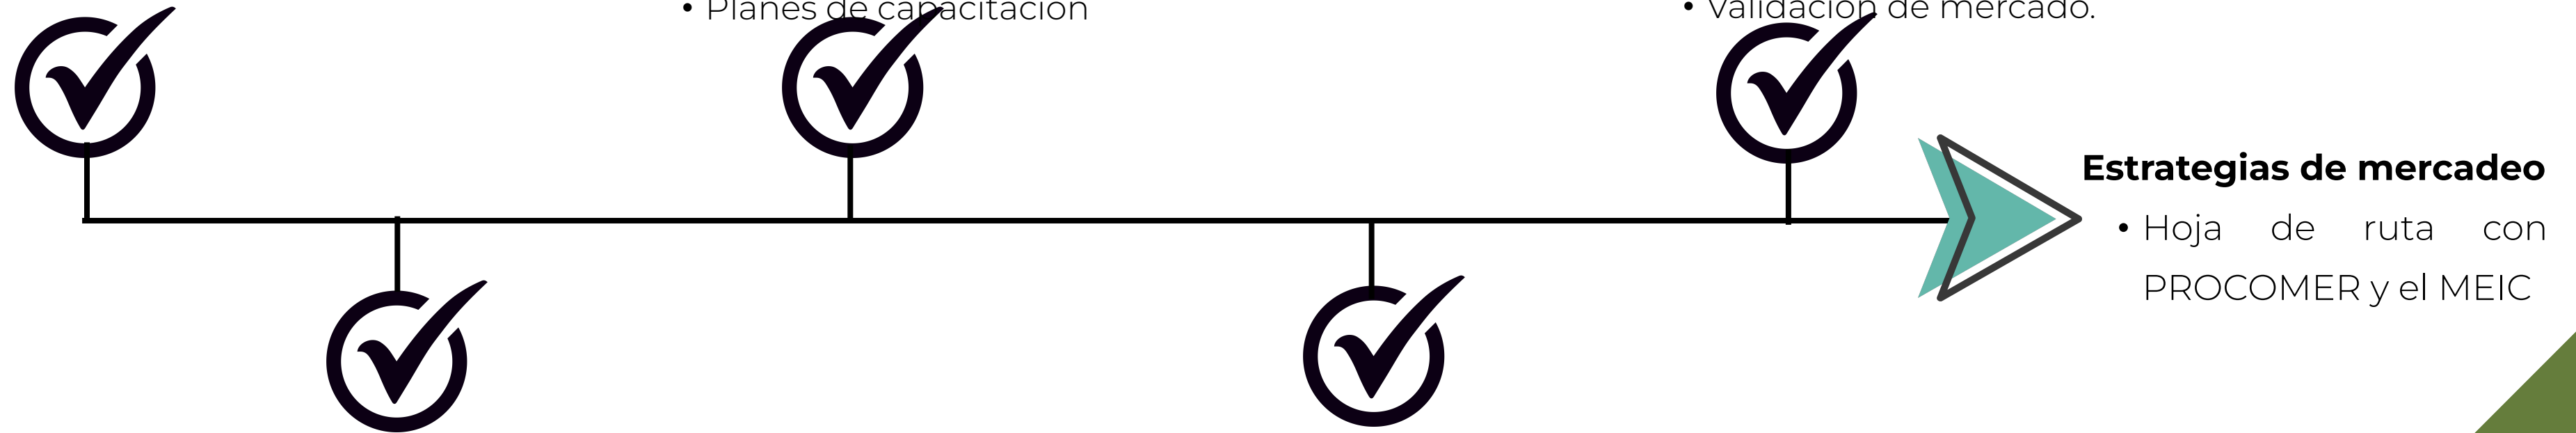 • Planes de capacitación
• Validación de mercado.
Estrategias de mercadeo
• Hoja de ruta con
PROCOMER y el MEIC